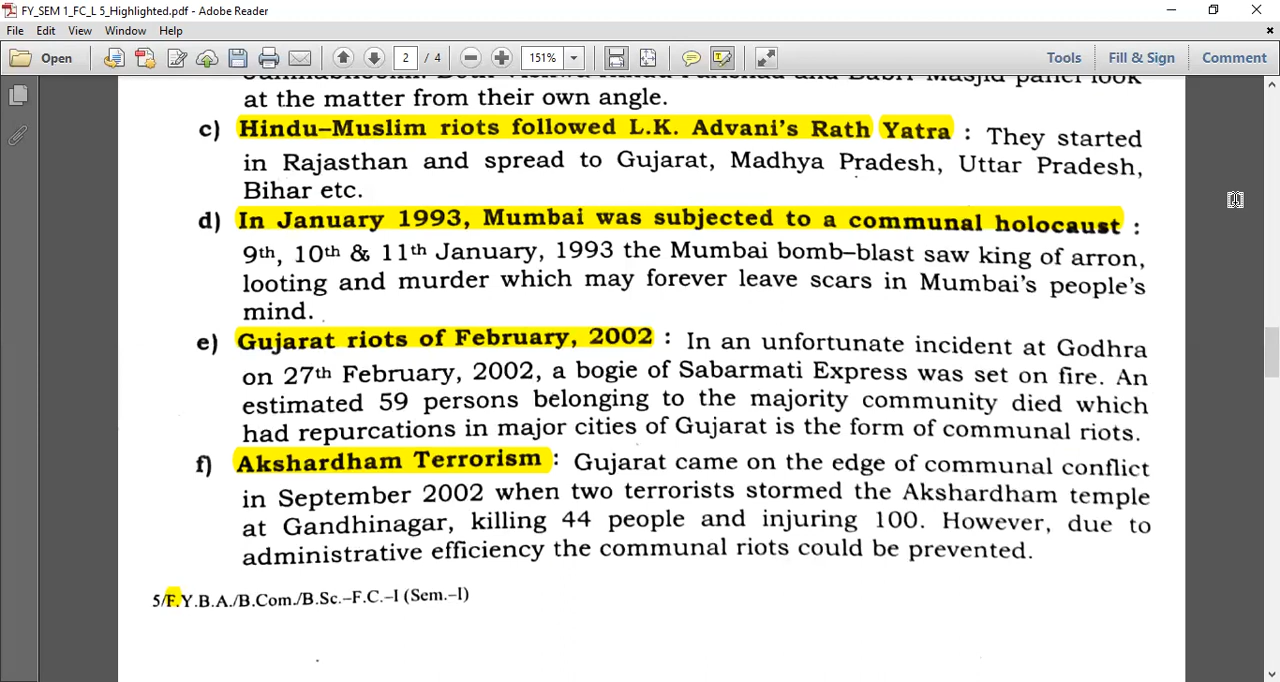 FY_SEM 1_FC_L 5_Highlighted.pdf - Adobe Reader
File Edit View Window Help
Open 2 / 4 151% Tools Fill & Sign Comment
and Babri Masjid panel look
at the matter from their own angle.
c) Hindu–Muslim riots followed L.K. Advani's Rath Yatra : They started
in Rajasthan and spread to Gujarat, Madhya Pradesh, Uttar Pradesh,
Bihar etc.
d) In January 1993, Mumbai was subjected to a communal holocaust :
9th, 10th & 11th January, 1993 the Mumbai bomb–blast saw king of arron,
looting and murder which may forever leave scars in Mumbai's people's
mind.
e) Gujarat riots of February, 2002 : In an unfortunate incident at Godhra
on 27th February, 2002, a bogie of Sabarmati Express was set on fire. An
estimated 59 persons belonging to the majority community died which
had repurcations in major cities of Gujarat is the form of communal riots.
f) Akshardham Terrorism : Gujarat came on the edge of communal conflict
in September 2002 when two terrorists stormed the Akshardham temple
at Gandhinagar, killing 44 people and injuring 100. However, due to
administrative efficiency the communal riots could be prevented.
5/F.Y.B.A./B.Com./B.Sc.–F.C.–I (Sem.–I)